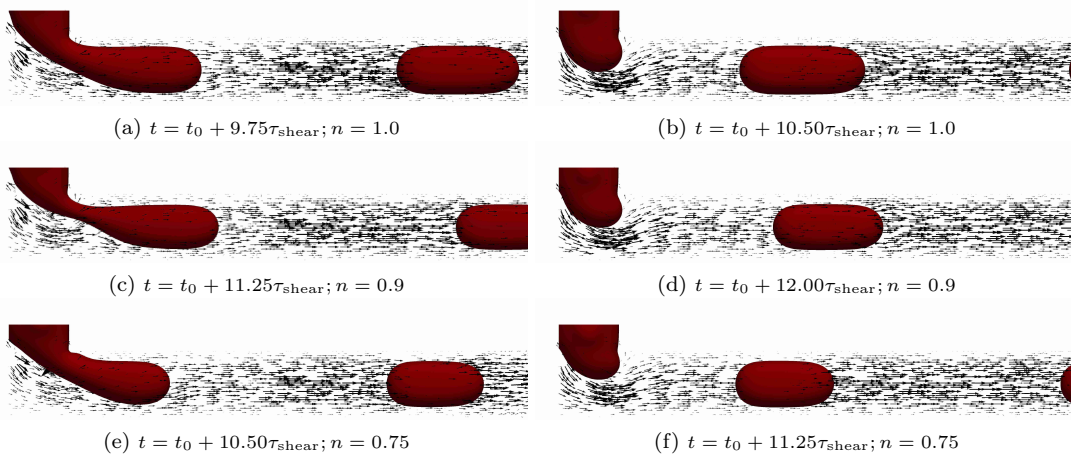 (a) t = t₀ + 9.75τ_shear; n = 1.0
(b) t = t₀ + 10.50τ_shear; n = 1.0
(c) t = t₀ + 11.25τ_shear; n = 0.9
(d) t = t₀ + 12.00τ_shear; n = 0.9
(e) t = t₀ + 10.50τ_shear; n = 0.75
(f) t = t₀ + 11.25τ_shear; n = 0.75